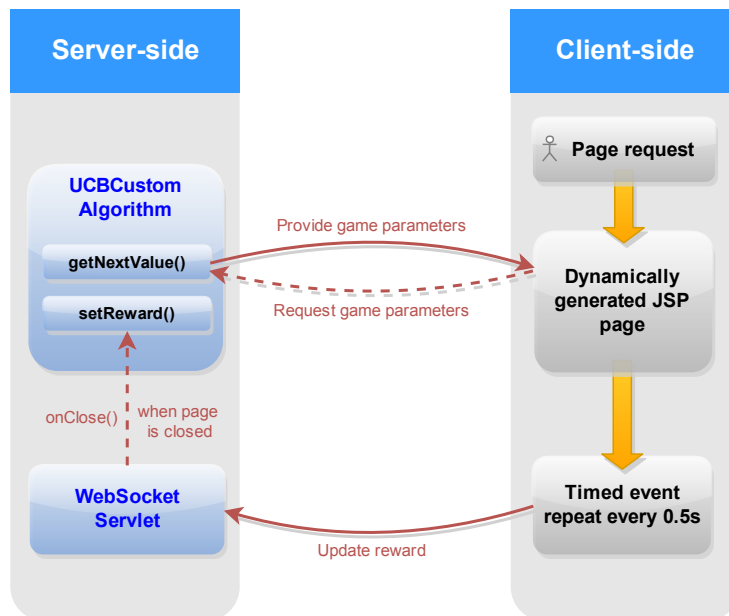 Server-side
Client-side
Page request
UCBCustom
Algorithm
getNextValue()
setReward()
Provide game parameters
Request game parameters
Dynamically
generated JSP
page
onClose()
when page
is closed
WebSocket
Servlet
Timed event
repeat every 0.5s
Update reward